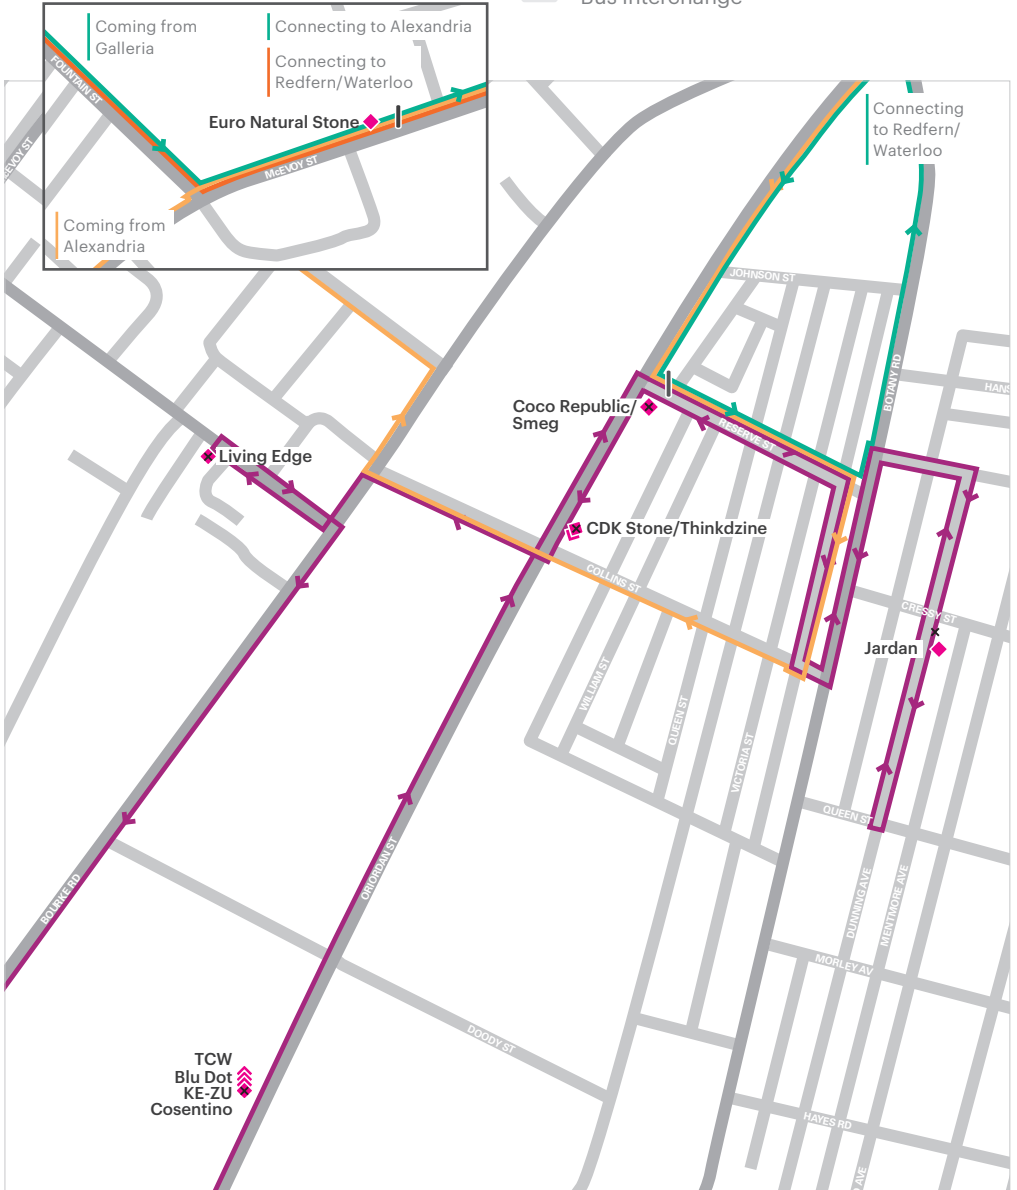 Bus Interchange
Coming from
Galleria
Connecting to Alexandria
Connecting to
Redfern/Waterloo
FOUNTAIN ST
Euro Natural Stone
McEVOY ST
Coming from
Alexandria
Connecting
to Redfern/
Waterloo
JOHNSON ST
BOTANY RD
HANS
Coco Republic/
Smeg
RESERVE ST
Living Edge
CDK Stone/Thinkdzine
COLLINS ST
CRESSY ST
Jardan
WILLIAM ST
QUEEN ST
VICTORIA ST
QUEEN ST
ORIORDAN ST
BOURKE RD
DUNNING AVE
MENTMORE AVE
MORLEY AV
DOODY ST
TCW
Blu Dot
KE-ZU
Cosentino
HAYES RD
AVE